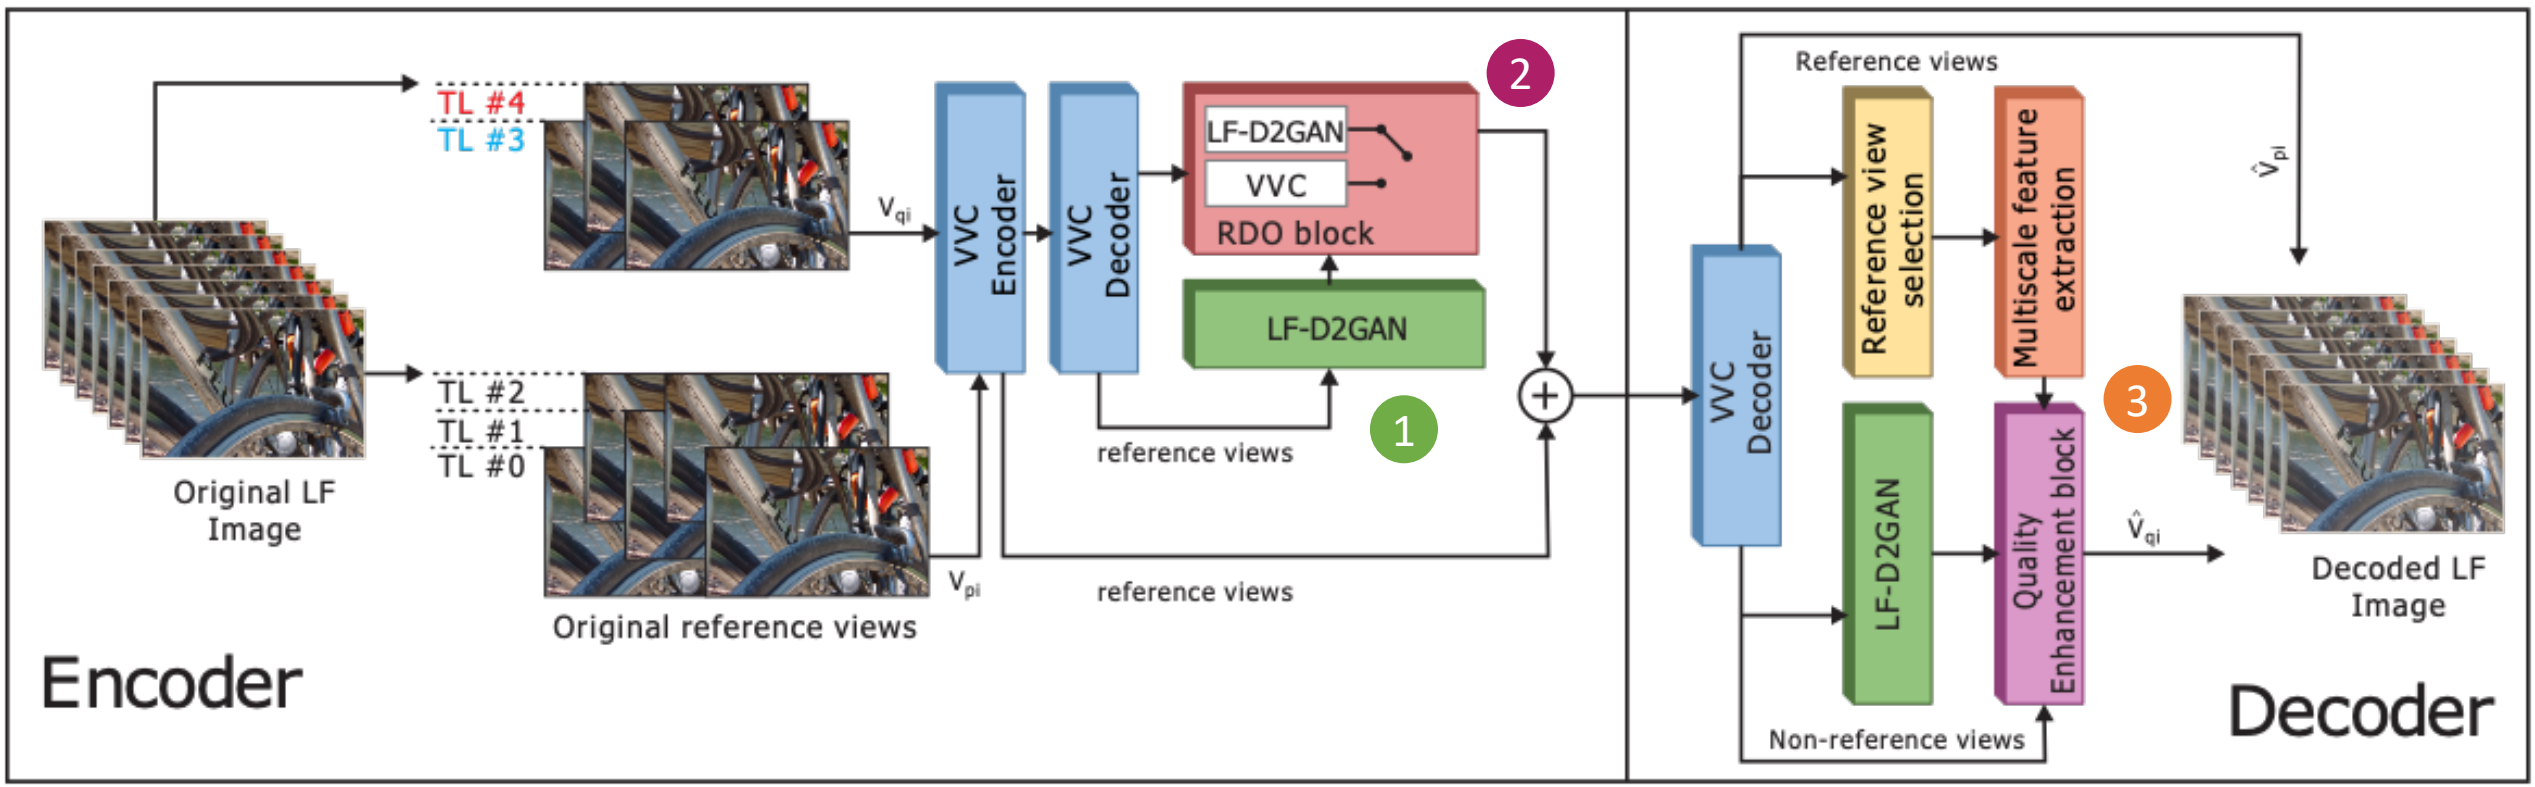 TL #4
TL #3
Original LF
Image
TL #2
TL #1
TL #0
Original reference views
Vqi
Vpi
VVC
Encoder
VVC
Decoder
LF-D2GAN
VVC
RDO block
2
LF-D2GAN
1
reference views
reference views
+
Encoder
VVC
Decoder
Reference views
Reference view
selection
Multiscale feature
extraction
LF-D2GAN
Quality
Enhancement block
3
Non-reference views
V̂pi
V̂qi
Decoded LF
Image
Decoder